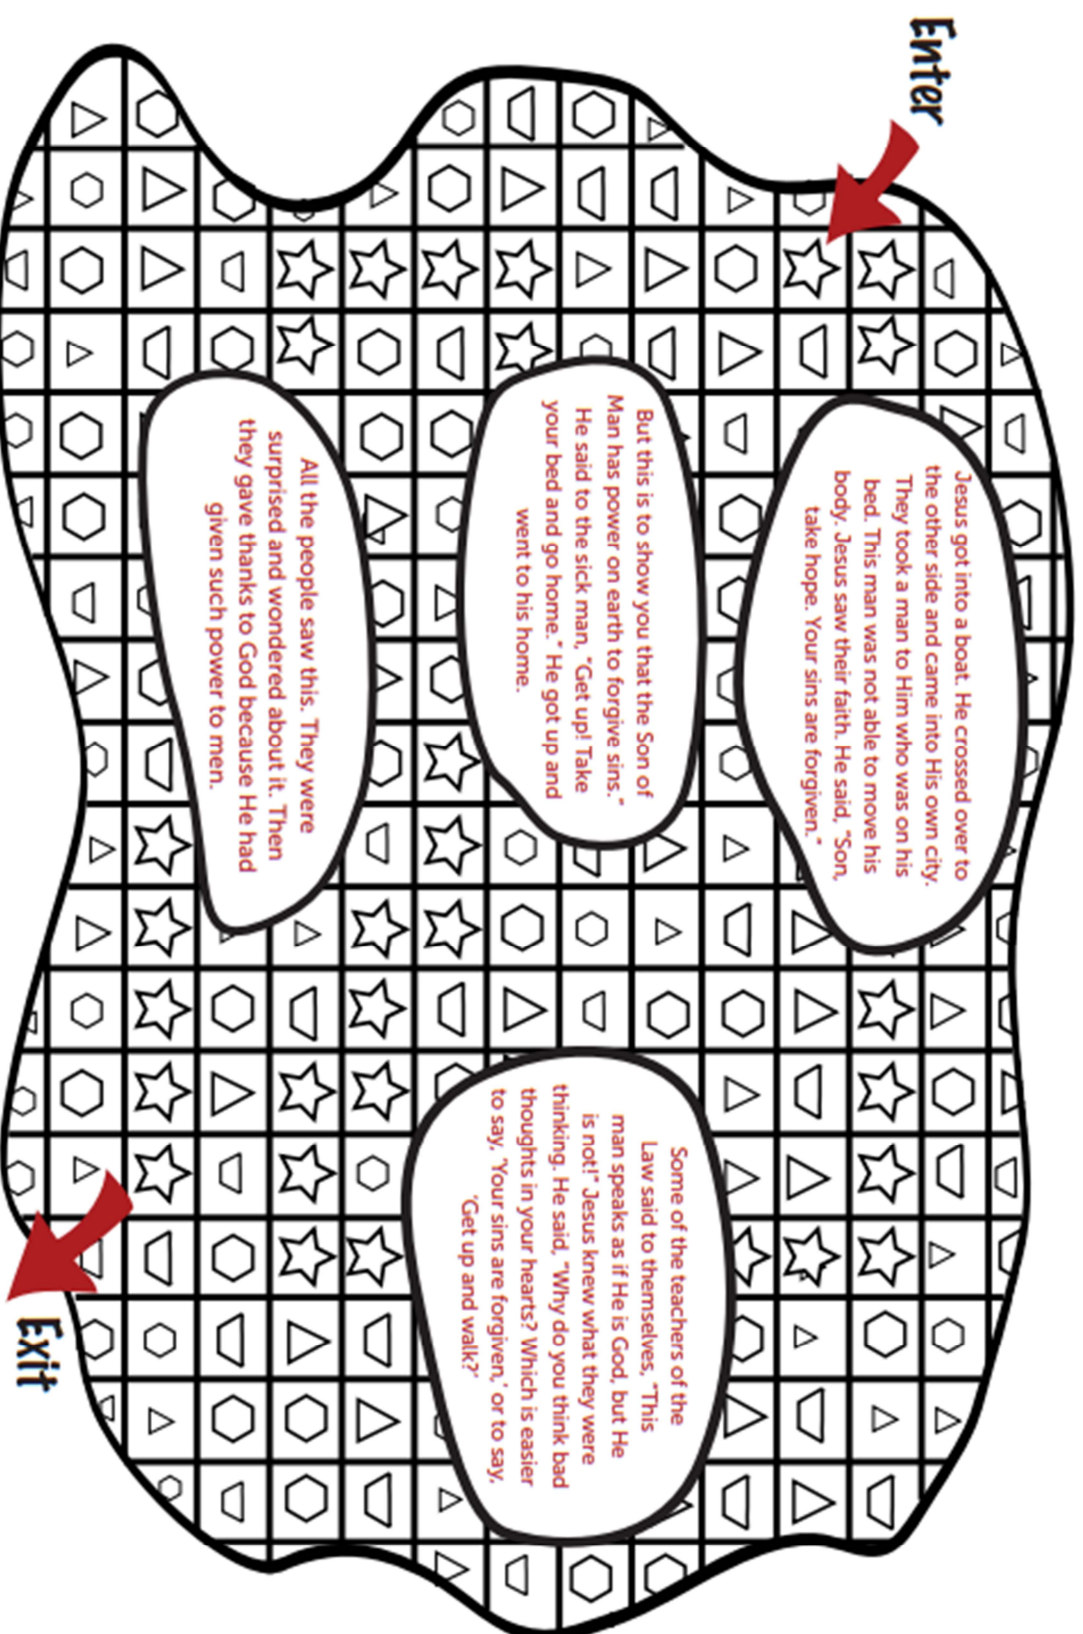 Enter
Jesus got into a boat. He crossed over to
the other side and came into His own city.
They took a man to Him who was on his
bed. This man was not able to move his
body. Jesus saw their faith. He said, "Son,
take hope. Your sins are forgiven."
Some of the teachers of the
Law said to themselves, "This
man speaks as if He is God, but He
is not!" Jesus knew what they were
thinking. He said, "Why do you think bad
thoughts in your hearts? Which is easier
to say, 'Your sins are forgiven,' or to say,
'Get up and walk?'
But this is to show you that the Son of
Man has power on earth to forgive sins."
He said to the sick man, "Get up! Take
your bed and go home." He got up and
went to his home.
All the people saw this. They were
surprised and wondered about it. Then
they gave thanks to God because He had
given such power to men.
Exit